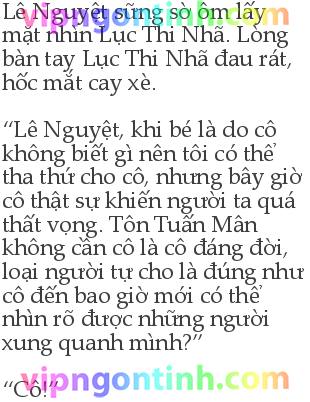 Lê Nguyệt sững sờ ôm lấy
mặt nhìn Lục Thi Nhã. Lòng
bàn tay Lục Thi Nhã đau rát,
hốc mắt cay xè.
“Lê Nguyệt, khi bé là do cô
không biết gì nên tôi có thể
tha thứ cho cô, nhưng bây giờ
cô thật sự khiến người ta quá
thất vọng. Tôn Tuấn Mân
không cần cô là cô đáng đời,
loại người tự cho là đúng như
cô đến bao giờ mới có thể
nhìn rõ được những người
xung quanh mình?”
“Cô!”
vipngontinh.com
vipngontinh.com